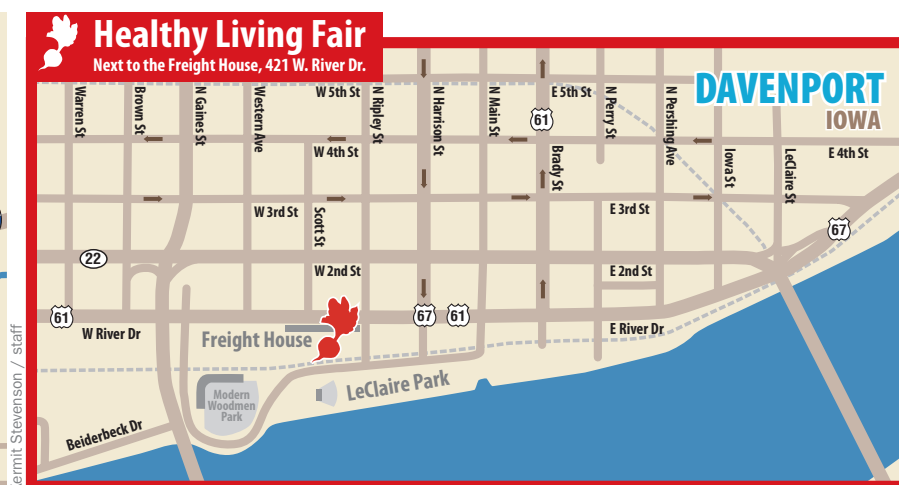 Healthy Living Fair
Next to the Freight House, 421 W. River Dr.
DAVENPORT
IOWA
Warren St
Brown St
N Gaines St
Western Ave
W 5th St
N Ripley St
N Harrison St
N Main St
E 5th St
61
N Perry St
N Pershing Ave
W 4th St
Brady St
Iowa St
LeClaire St
E 4th St
W 3rd St
Scott St
E 3rd St
67
22
W 2nd St
E 2nd St
61
W River Dr
67
61
E River Dr
Freight House
LeClaire Park
Modern
Woodmen
Park
Beiderbeck Dr
Stevenson / staff